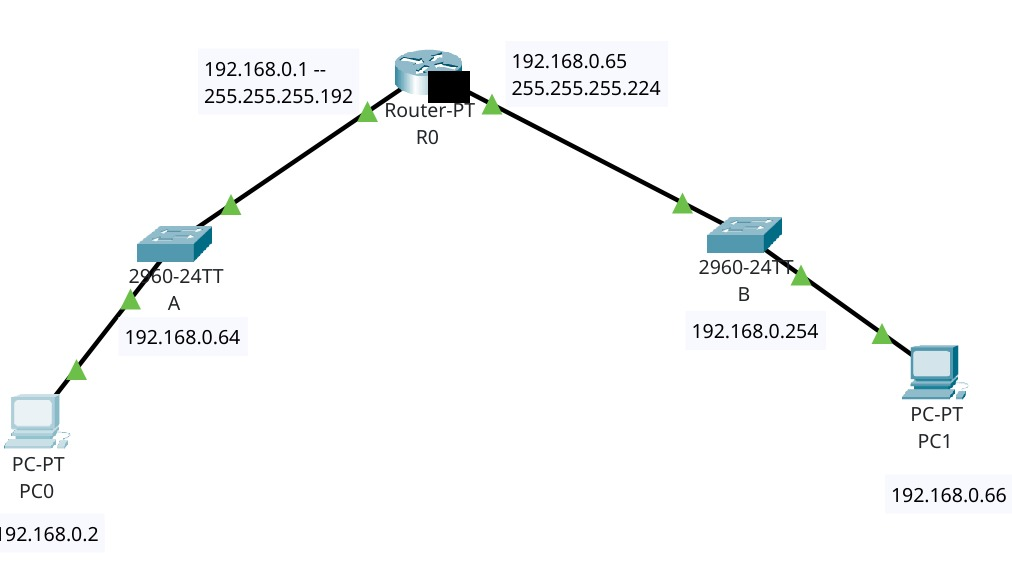 192.168.0.1 --
255.255.255.192
192.168.0.65
255.255.255.224
Router-PT
R0
2960-24TT
A
192.168.0.64
2960-24TT
B
192.168.0.254
PC-PT
PC0
192.168.0.2
PC-PT
PC1
192.168.0.66